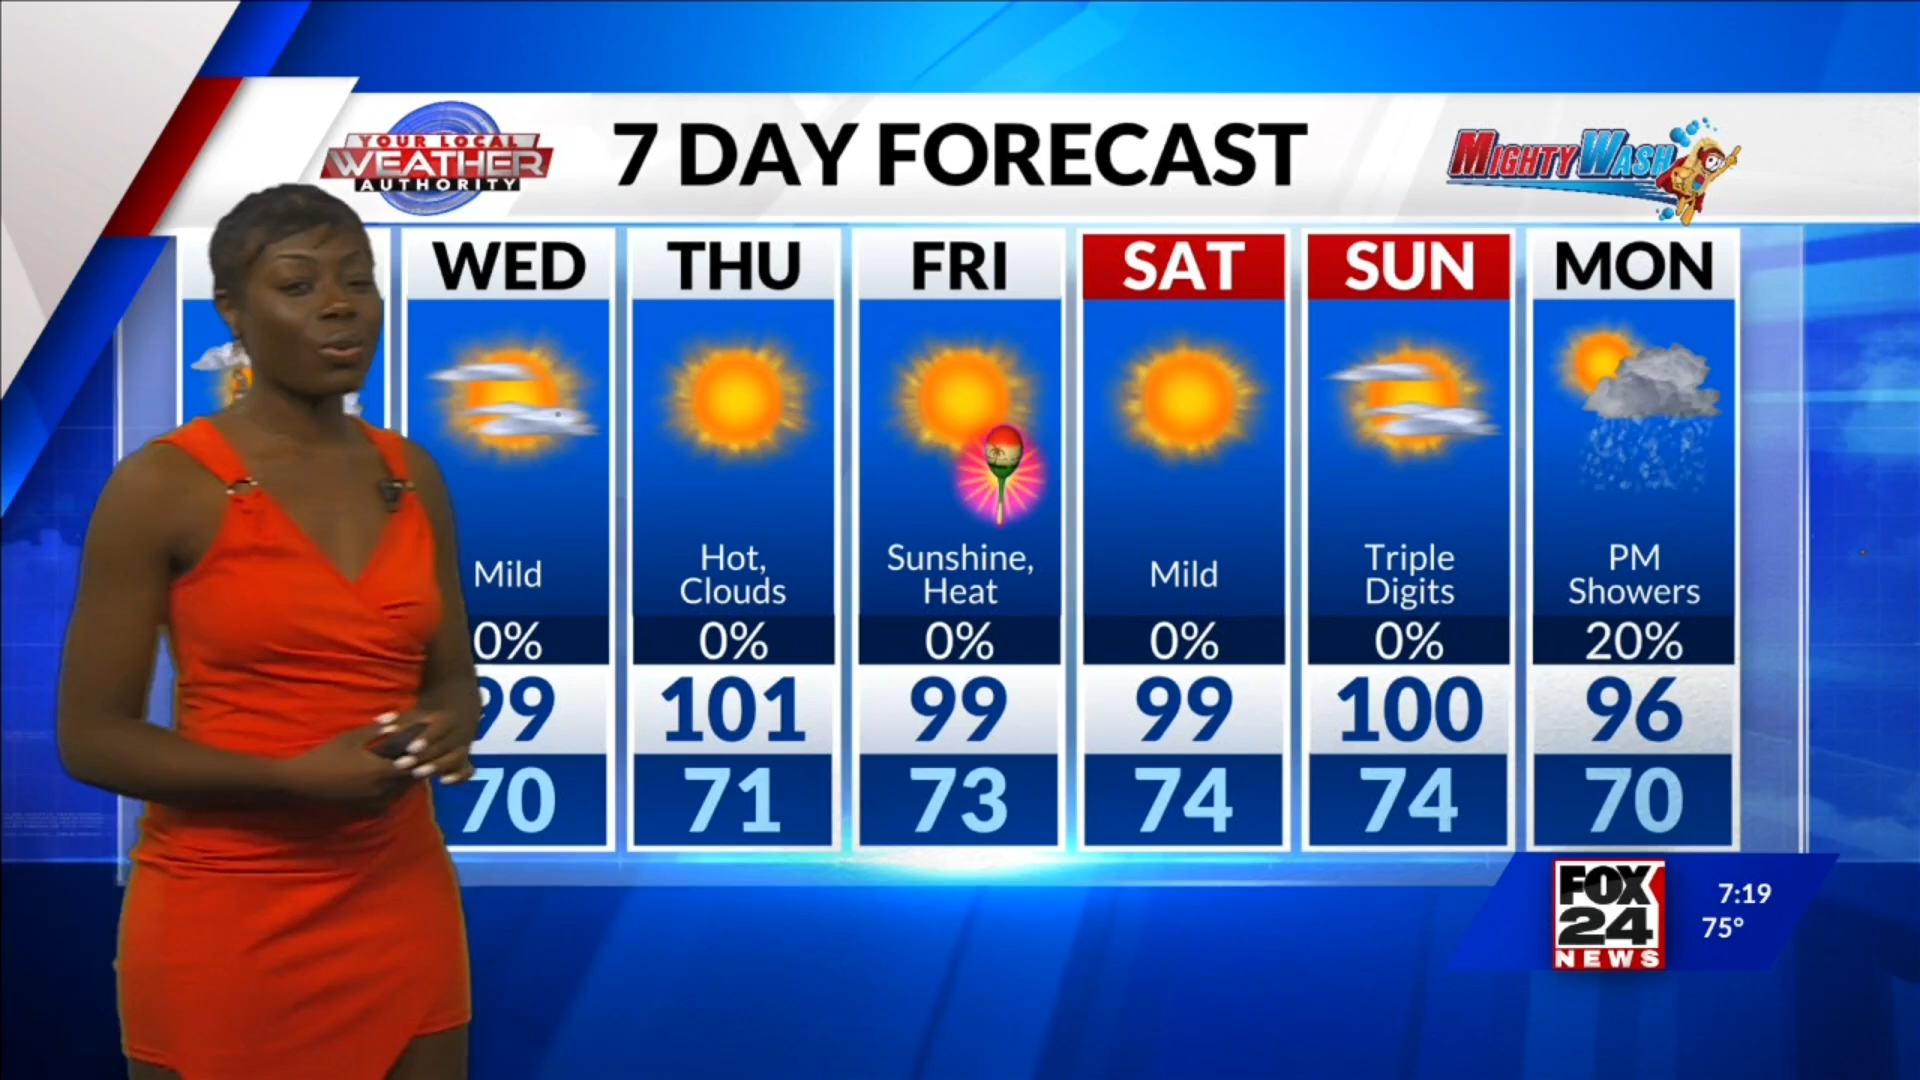 YOUR LOCAL
WEATHER
AUTHORITY
7 DAY FORECAST
MIGHTY WASH
WED
THU
FRI
SAT
SUN
MON
Mild
Hot,
Clouds
Sunshine,
Heat
Mild
Triple
Digits
PM
Showers
0%
0%
0%
0%
0%
20%
99
101
99
99
100
96
70
71
73
74
74
70
FOX
24
NEWS
7:19
75°